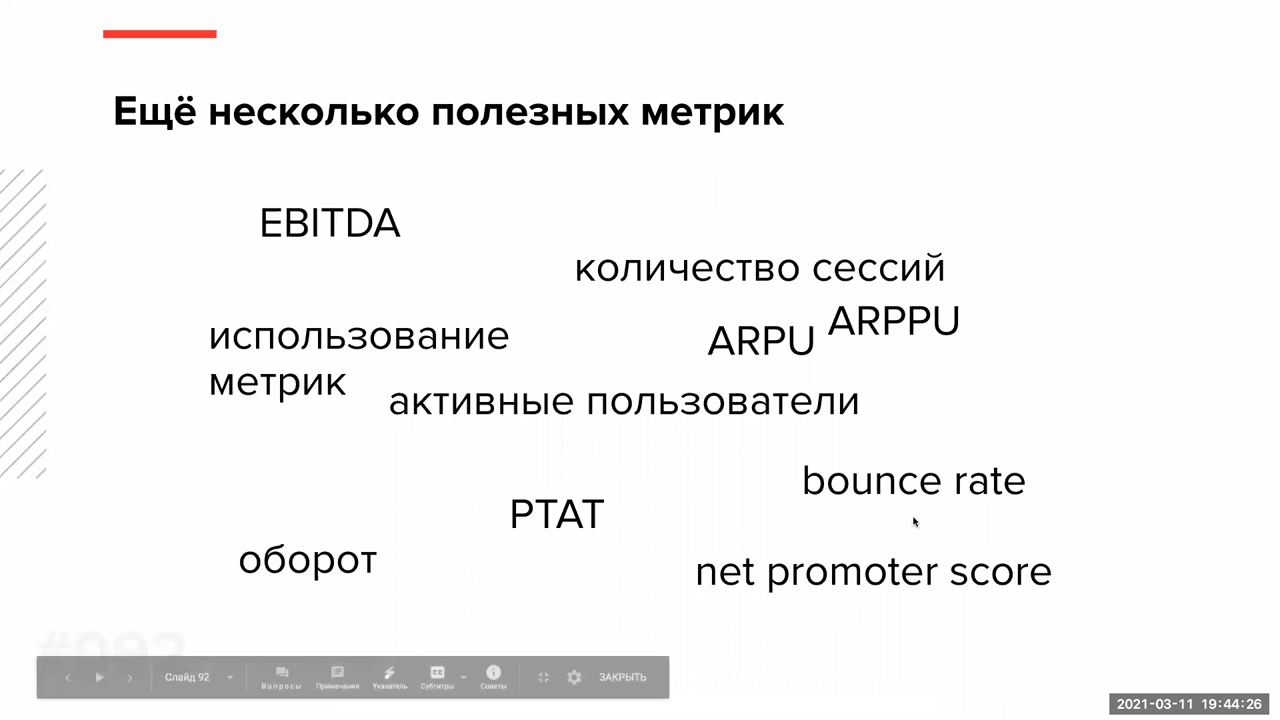 Ещё несколько полезных метрик
EBITDA
количество сессий
ARPPU
использование
метрик
ARPU
активные пользователи
bounce rate
PTAT
оборот
net promoter score
#092
Слайд 92
Вопросы
Примечания
Указатель
Субтитры
Советы
ЗАКРЫТЬ
2021-03-11 19:44:26